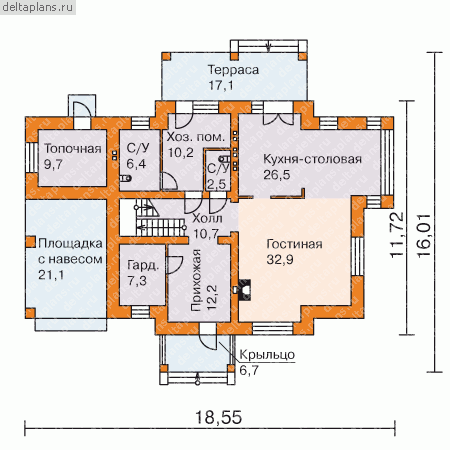 deltaplans.ru
Терраса
17,1
Топочная
9,7
С/У
6,4
Хоз. пом.
10,2
С/У
2,5
Кухня-столовая
26,5
Холл
10,7
Площадка
с навесом
21,1
Гард.
7,3
Прихожая
12,2
Гостиная
32,9
Крыльцо
6,7
11,72
16,01
18,55